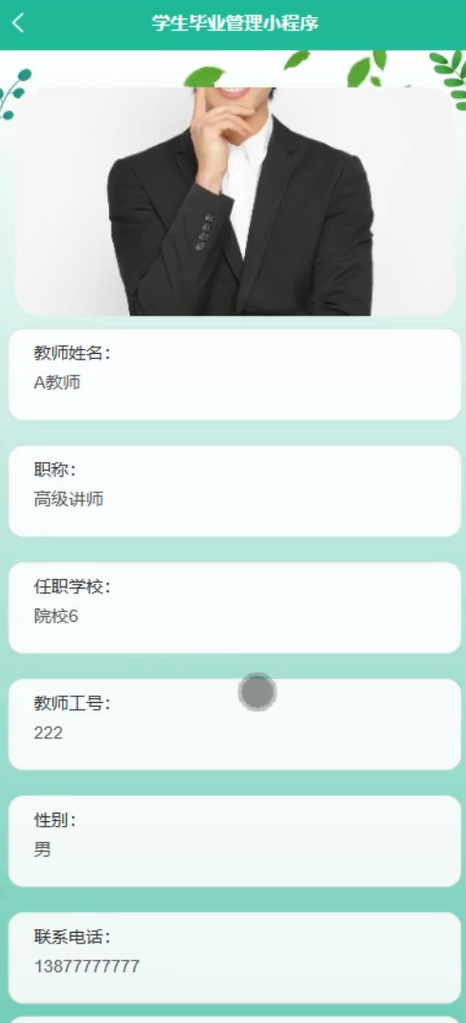 学生毕业管理小程序
教师姓名：
A教师
职称：
高级讲师
任职学校：
院校6
教师工号：
222
性别：
男
联系电话：
13877777777